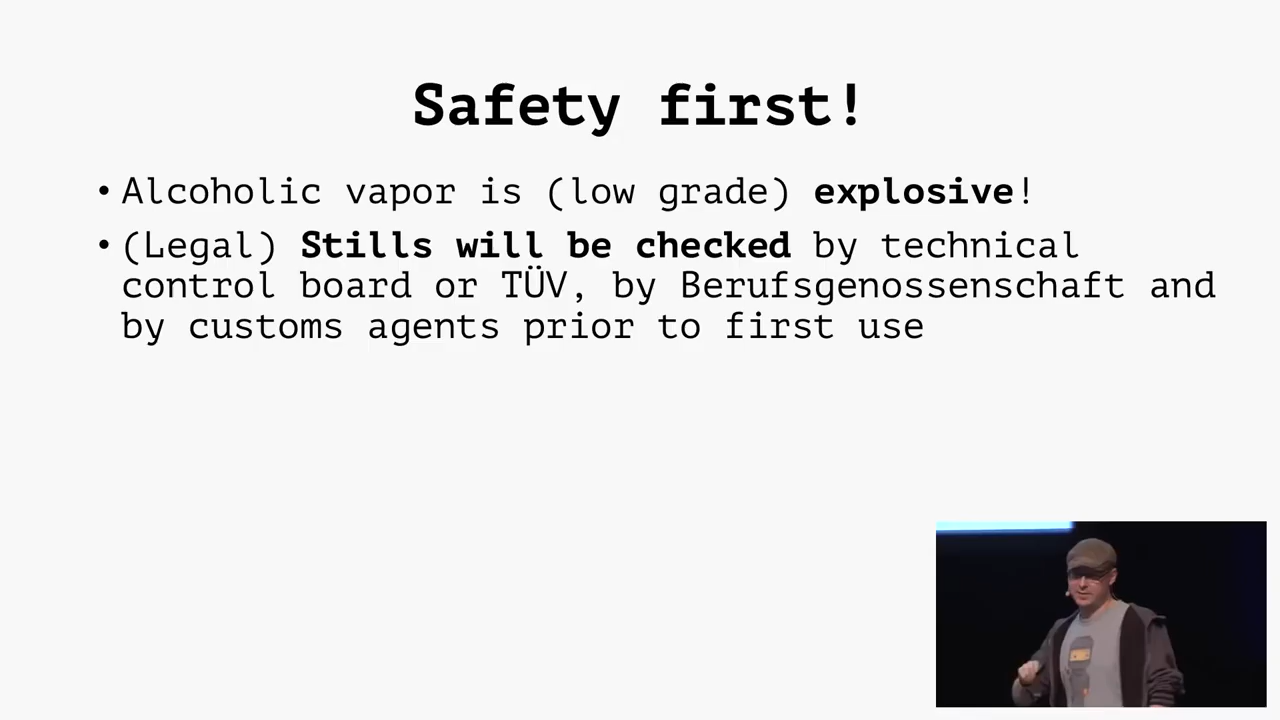 Safety first!
• Alcoholic vapor is (low grade) explosive!
• (Legal) Stills will be checked by technical
control board or TÜV, by Berufsgenossenschaft and
by customs agents prior to first use